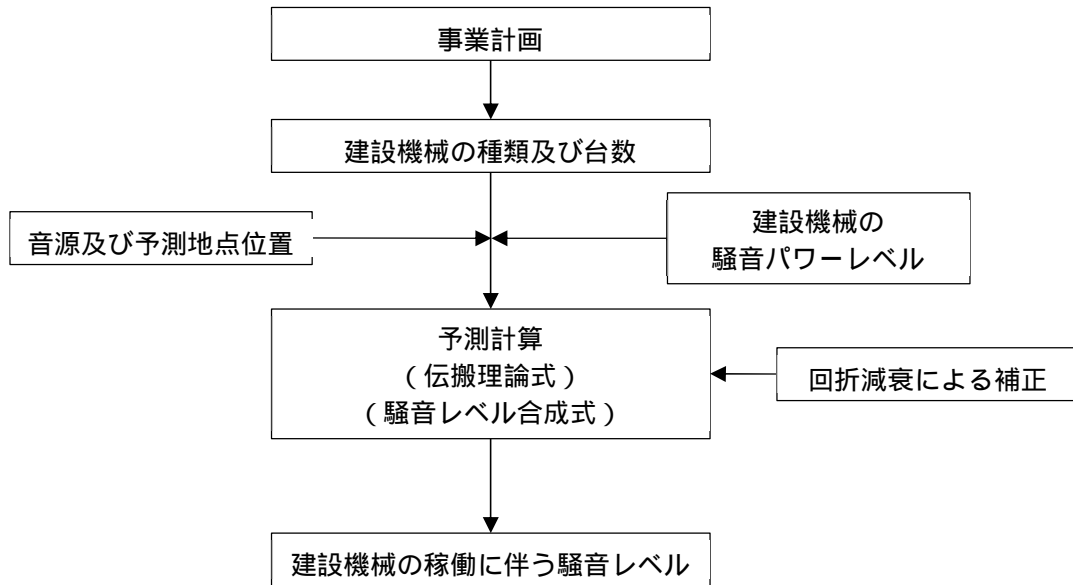 事業計画
建設機械の種類及び台数
音源及び予測地点位置
建設機械の
騒音パワーレベル
予測計算
(伝搬理論式)
(騒音レベル合成式)
回折減衰による補正
建設機械の稼働に伴う騒音レベル